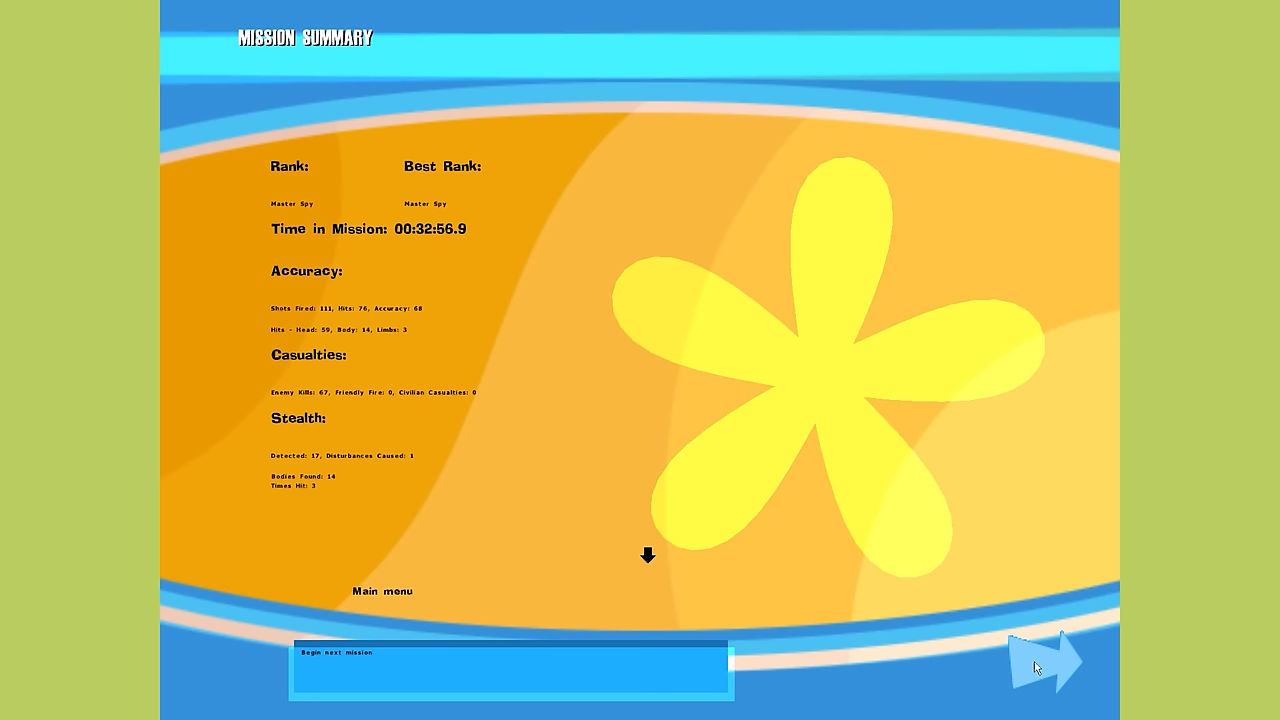 MISSION SUMMARY
Rank: Best Rank:
Master Spy Master Spy
Time in Mission: 00:32:56.9
Accuracy:
Shots Fired: 111, Hits: 76, Accuracy: 68
Hits - Head: 59, Body: 14, Limbs: 3
Casualties:
Enemy Kills: 67, Friendly Fire: 0, Civilian Casualties: 0
Stealth:
Detected: 17, Disturbances Caused: 1
Bodies Found: 14
Times Hit: 3
Main menu
Begin next mission